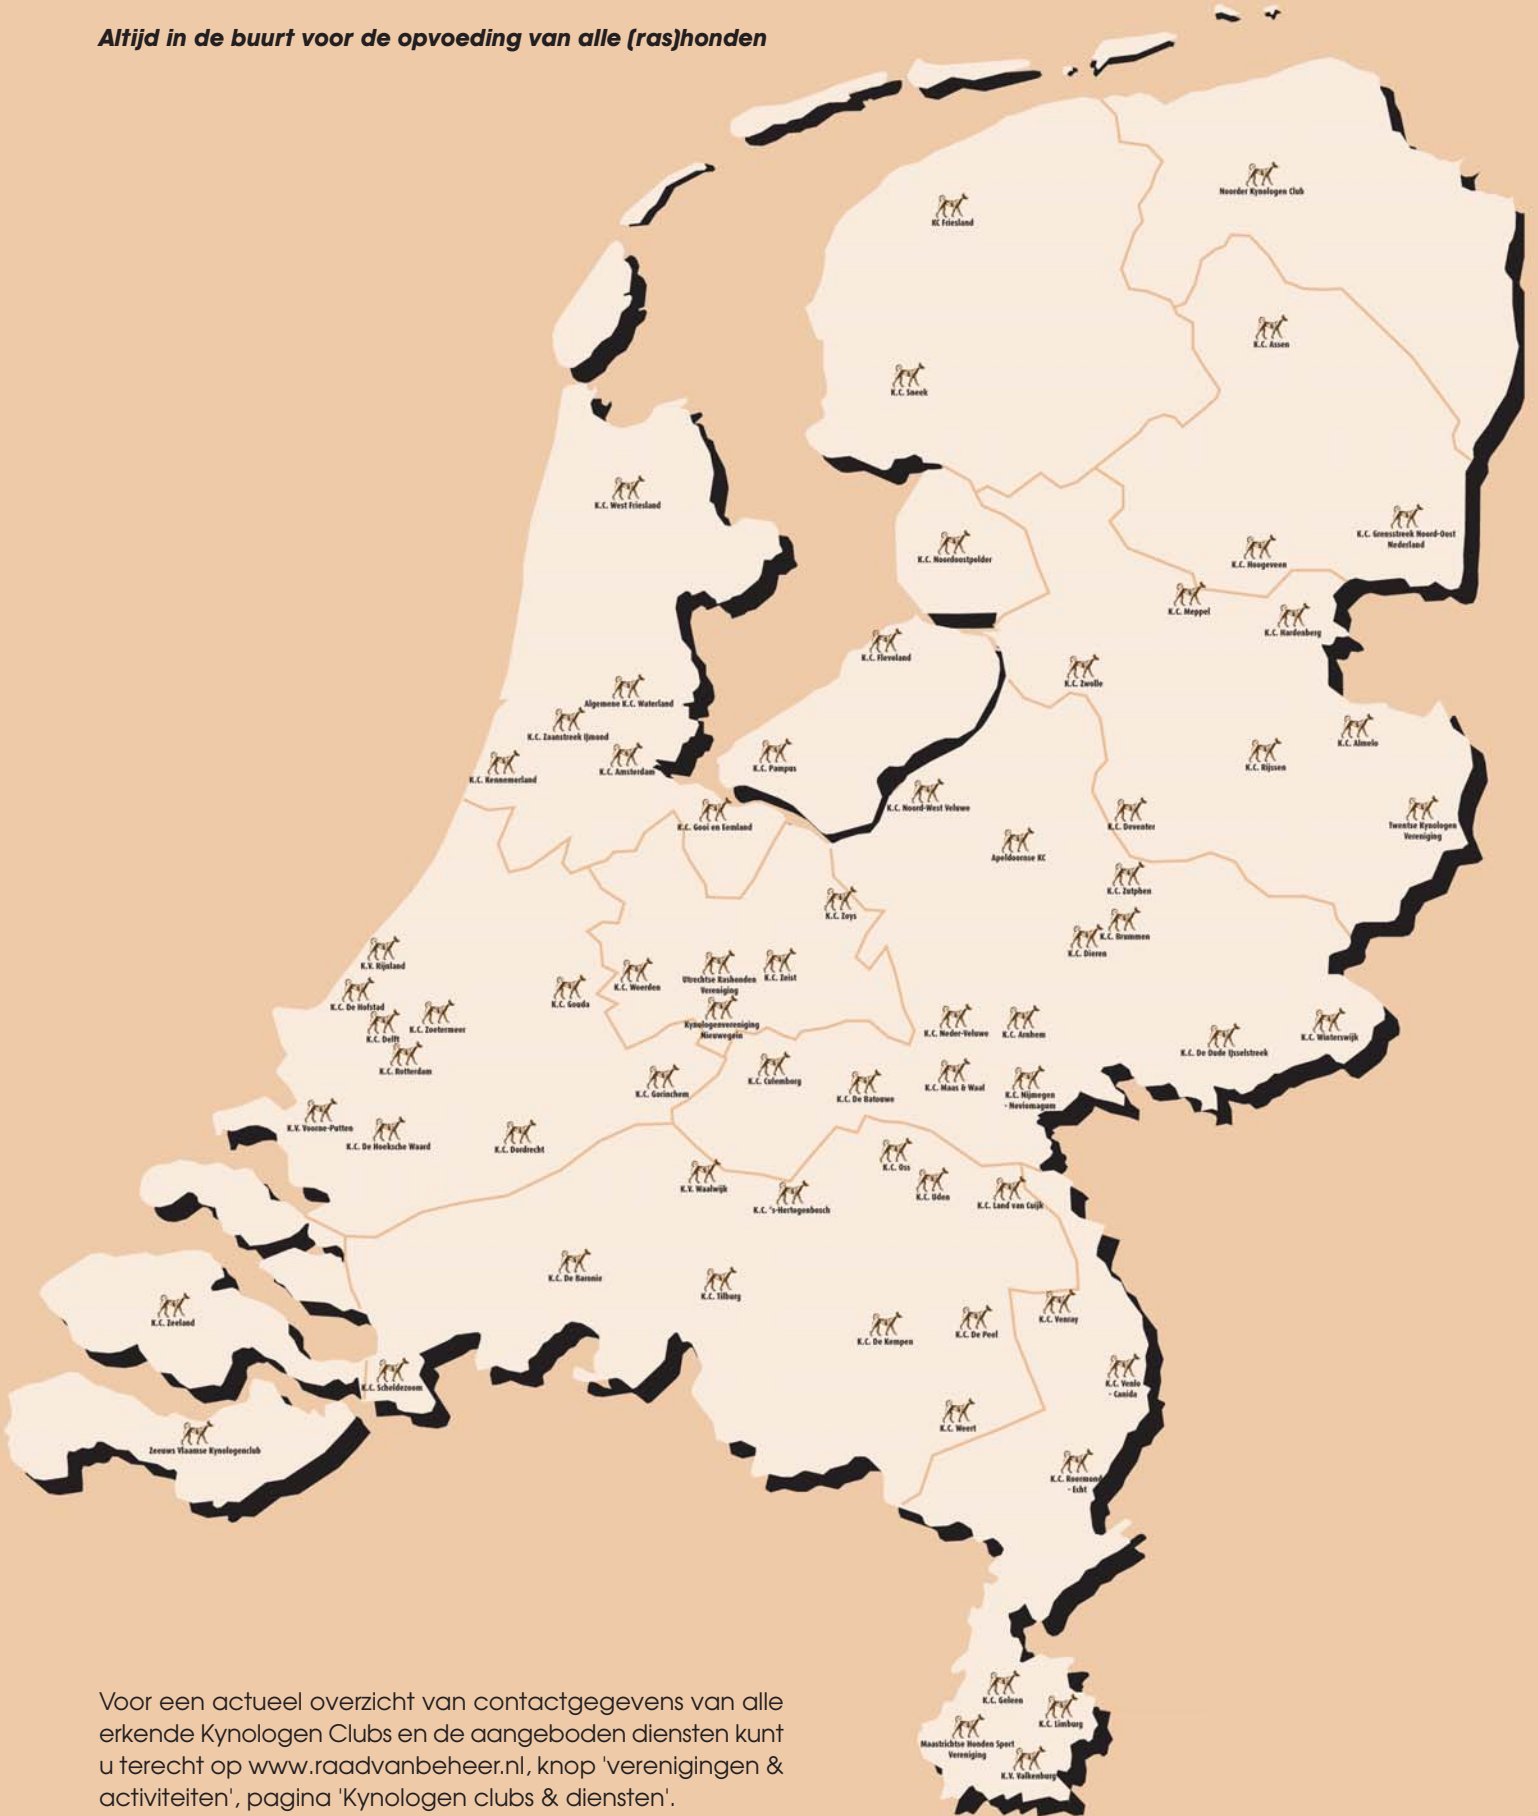 Altijd in de buurt voor de opvoeding van alle (ras)honden
Noorder Kynologen Club
KC Friesland
K.C. Assen
K.C. Sneek
K.C. West Friesland
K.C. Grensstreek Noord-Oost
Nederland
K.C. Noordoostpolder
K.C. Hoogeveen
K.C. Meppel
K.C. Hardenberg
K.C. Flevoland
K.C. Zwolle
Algemene K.C. Waterland
K.C. Zaanstreek IJmond
K.C. Almelo
K.C. Kennemerland
K.C. Amsterdam
K.C. Pampus
K.C. Rijssen
K.C. Noord-West Veluwe
K.C. Gooi en Eemland
K.C. Deventer
Twentse Kynologen
Vereniging
Apeldoornse KC
K.C. Zutphen
K.C. Zoys
K.C. Brummen
K.C. Dieren
K.V. Rijnland
Utrechtse Rashonden
Vereniging
K.C. Zeist
K.C. Woerden
K.C. Gouda
K.C. De Hofstad
K.C. Zoetermeer
K.C. Delft
Kynologenvereniging
Nieuwegein
K.C. Neder-Veluwe
K.C. Arnhem
K.C. Winterswijk
K.C. De Oude IJsselstreek
K.C. Rotterdam
K.C. Culemborg
K.C. Gorinchem
K.C. De Batouwe
K.C. Maas & Waal
K.C. Nijmegen
- Noviomagum
K.V. Voorne-Putten
K.C. De Hoeksche Waard
K.C. Dordrecht
K.C. Oss
K.V. Waalwijk
K.C. Uden
K.C. 's-Hertogenbosch
K.C. Land van Cuijk
K.C. De Baronie
K.C. Tilburg
K.C. Zeeland
K.C. Venray
K.C. De Peel
K.C. De Kempen
K.C. Scheldezoom
K.C. Venlo
- Canida
K.C. Weert
Zeeuws Vlaamse Kynologenclub
K.C. Roermond
- Echt
K.C. Geleen
K.C. Limburg
Maastrichtse Honden Sport
Vereniging
K.V. Valkenburg
Voor een actueel overzicht van contactgegevens van alle
erkende Kynologen Clubs en de aangeboden diensten kunt
u terecht op www.raadvanbeheer.nl, knop 'verenigingen &
activiteiten', pagina 'Kynologen clubs & diensten'.